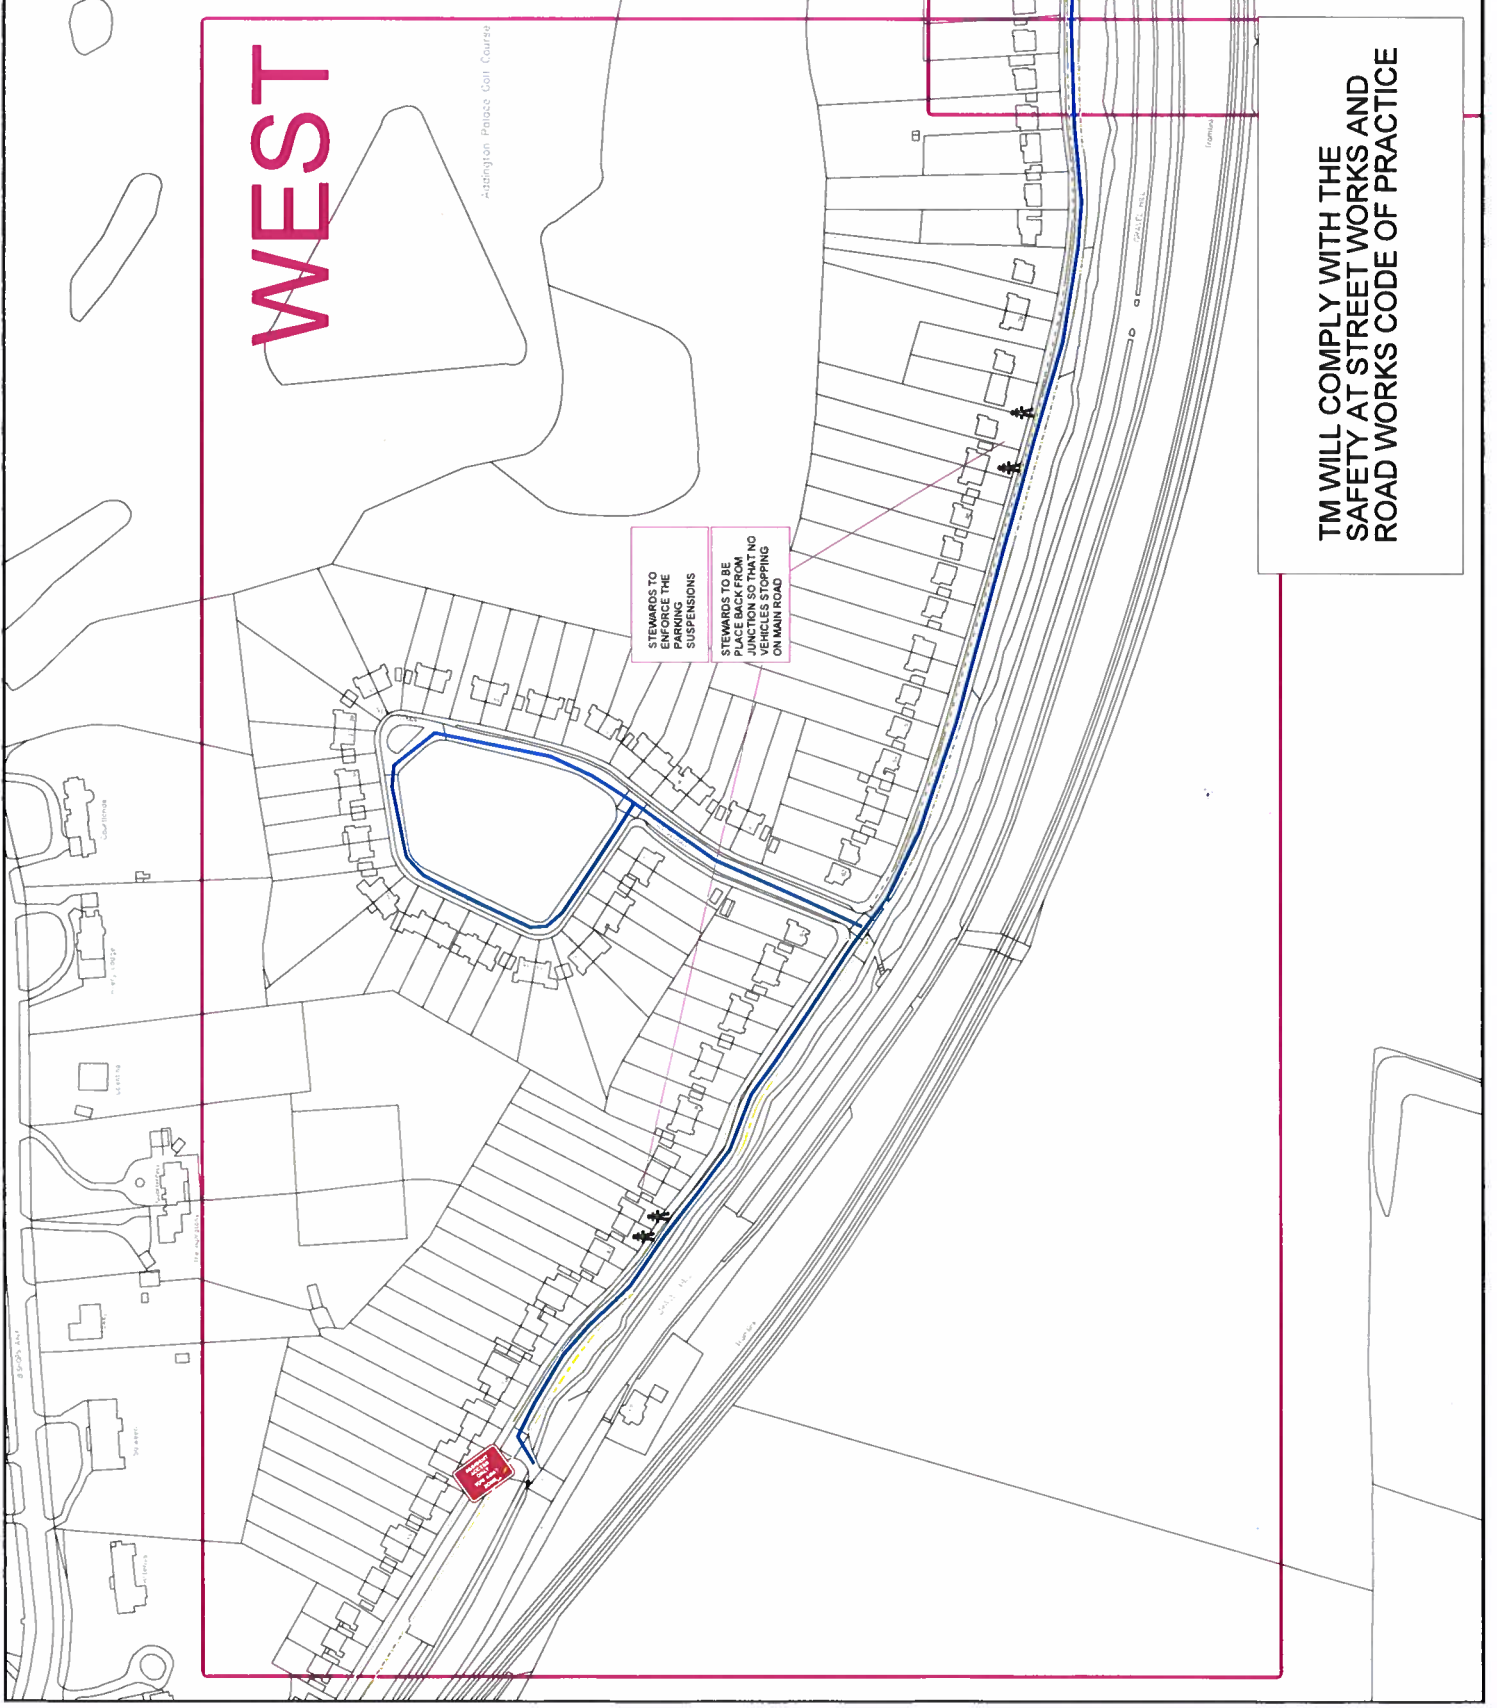 WEST
Addington Palace Golf Course
STEWARDS TO
ENFORCE THE
PARKING
SUSPENSIONS
STEWARDS TO BE
PLACE BACK FROM
JUNCTION SO THAT NO
VEHICLES STOPPING
ON MAIN ROAD
TM WILL COMPLY WITH THE
SAFETY AT STREET WORKS AND
ROAD WORKS CODE OF PRACTICE